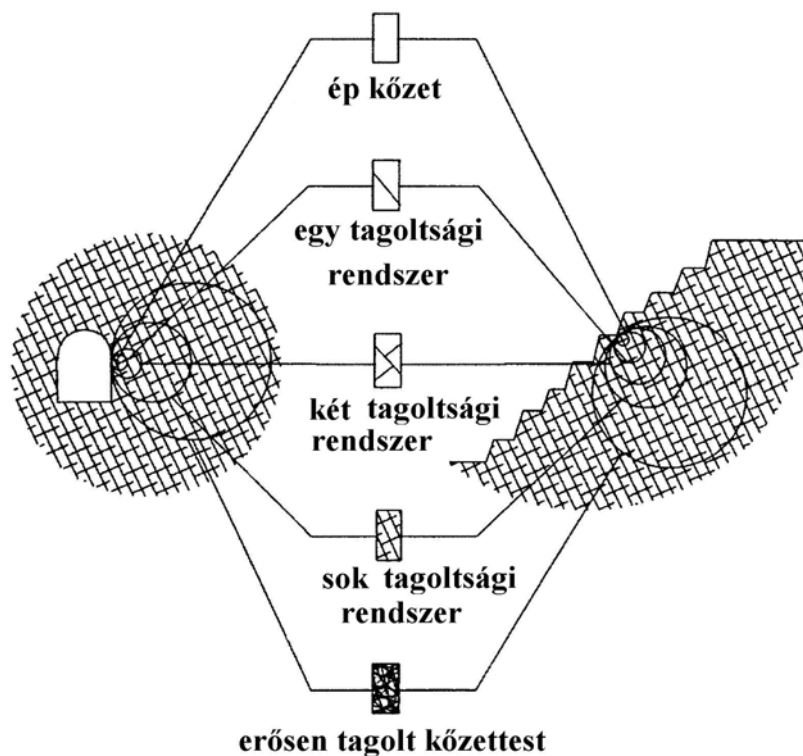 ép kőzet
egy tagoltsági
rendszer
két tagoltsági
rendszer
sok tagoltsági
rendszer
erősen tagolt kőzettest